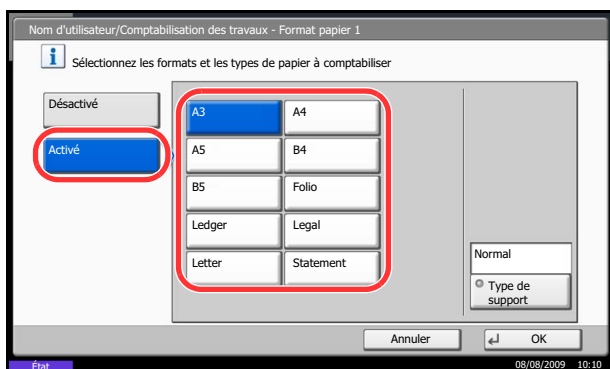 Nom d'utilisateur/Comptabilisation des travaux - Format papier 1
i
Sélectionnez les formats et les types de papier à comptabiliser
Désactivé
Activé
A3
A4
A5
B4
B5
Folio
Ledger
Legal
Letter
Statement
Normal
Type de
support
Annuler
OK
État
08/08/2009 10:10